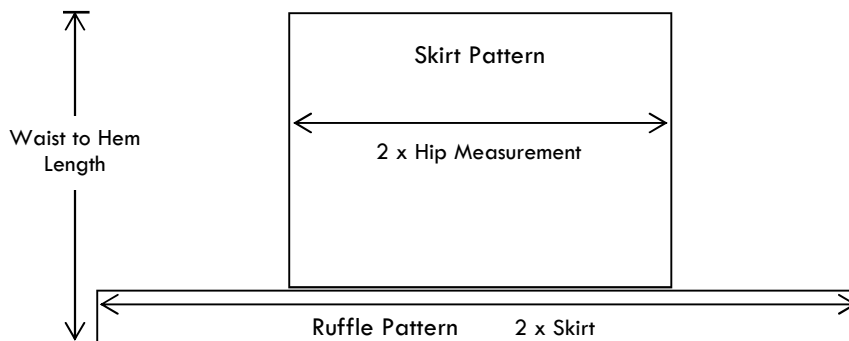 Skirt Pattern
Waist to Hem
Length
2 x Hip Measurement
Ruffle Pattern 2 x Skirt